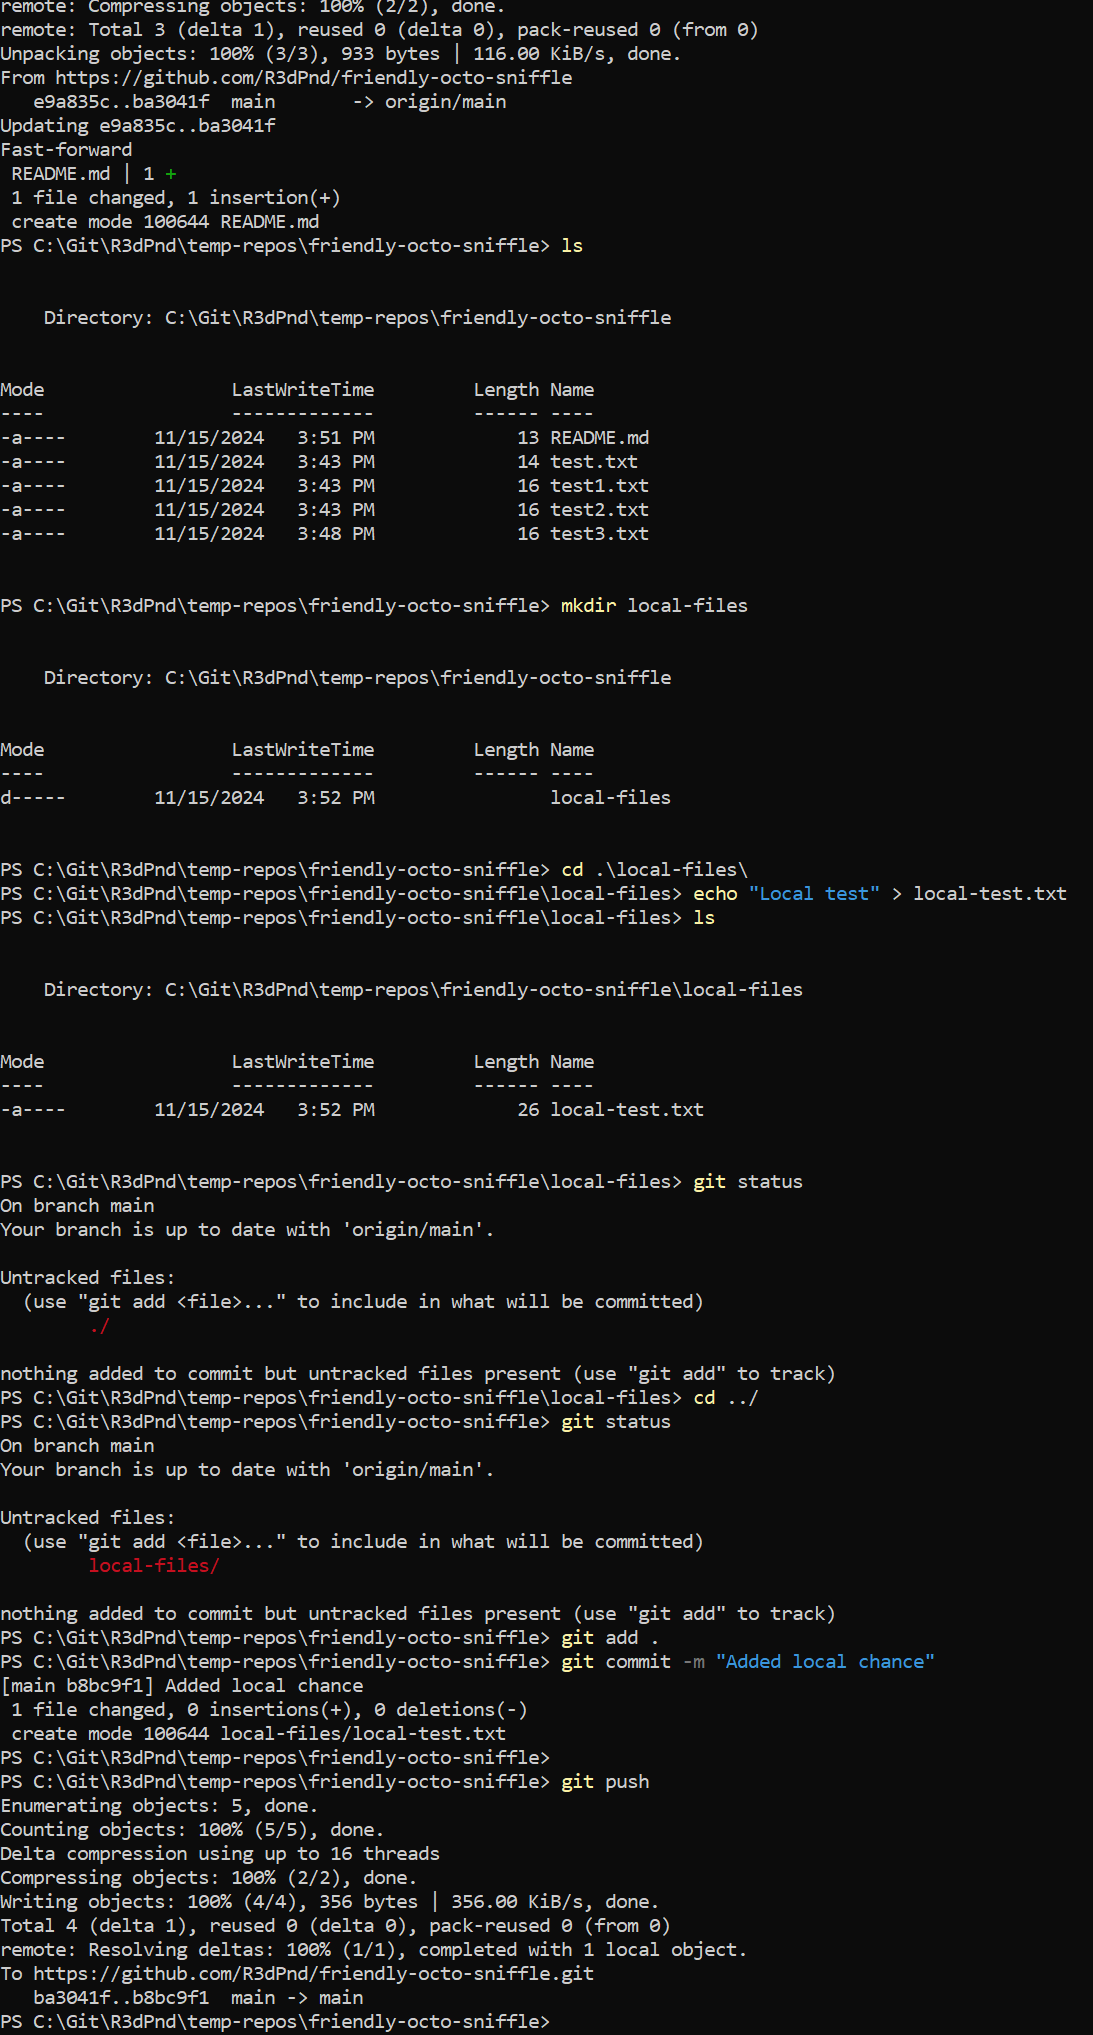 remote: Compressing objects: 100% (2/2), done.
remote: Total 3 (delta 1), reused 0 (delta 0), pack-reused 0 (from 0)
Unpacking objects: 100% (3/3), 933 bytes | 116.00 KiB/s, done.
From https://github.com/R3dPnd/friendly-octo-sniffle
   e9a835c..ba3041f  main       -> origin/main
Updating e9a835c..ba3041f
Fast-forward
 README.md | 1 +
 1 file changed, 1 insertion(+)
 create mode 100644 README.md
PS C:\Git\R3dPnd\temp-repos\friendly-octo-sniffle> ls
    Directory: C:\Git\R3dPnd\temp-repos\friendly-octo-sniffle
Mode                 LastWriteTime         Length Name
----                 -------------         ------ ----
-a----        11/15/2024   3:51 PM             13 README.md
-a----        11/15/2024   3:43 PM             14 test.txt
-a----        11/15/2024   3:43 PM             16 test1.txt
-a----        11/15/2024   3:43 PM             16 test2.txt
-a----        11/15/2024   3:48 PM             16 test3.txt
PS C:\Git\R3dPnd\temp-repos\friendly-octo-sniffle> mkdir local-files
    Directory: C:\Git\R3dPnd\temp-repos\friendly-octo-sniffle
Mode                 LastWriteTime         Length Name
----                 -------------         ------ ----
d-----        11/15/2024   3:52 PM                local-files
PS C:\Git\R3dPnd\temp-repos\friendly-octo-sniffle> cd .\local-files\
PS C:\Git\R3dPnd\temp-repos\friendly-octo-sniffle\local-files> echo "Local test" > local-test.txt
PS C:\Git\R3dPnd\temp-repos\friendly-octo-sniffle\local-files> ls
    Directory: C:\Git\R3dPnd\temp-repos\friendly-octo-sniffle\local-files
Mode                 LastWriteTime         Length Name
----                 -------------         ------ ----
-a----        11/15/2024   3:52 PM             26 local-test.txt
PS C:\Git\R3dPnd\temp-repos\friendly-octo-sniffle\local-files> git status
On branch main
Your branch is up to date with 'origin/main'.
Untracked files:
  (use "git add <file>..." to include in what will be committed)
        ./
nothing added to commit but untracked files present (use "git add" to track)
PS C:\Git\R3dPnd\temp-repos\friendly-octo-sniffle\local-files> cd ../
PS C:\Git\R3dPnd\temp-repos\friendly-octo-sniffle> git status
On branch main
Your branch is up to date with 'origin/main'.
Untracked files:
  (use "git add <file>..." to include in what will be committed)
        local-files/
nothing added to commit but untracked files present (use "git add" to track)
PS C:\Git\R3dPnd\temp-repos\friendly-octo-sniffle> git add .
PS C:\Git\R3dPnd\temp-repos\friendly-octo-sniffle> git commit -m "Added local chance"
[main b8bc9f1] Added local chance
 1 file changed, 0 insertions(+), 0 deletions(-)
 create mode 100644 local-files/local-test.txt
PS C:\Git\R3dPnd\temp-repos\friendly-octo-sniffle>
PS C:\Git\R3dPnd\temp-repos\friendly-octo-sniffle> git push
Enumerating objects: 5, done.
Counting objects: 100% (5/5), done.
Delta compression using up to 16 threads
Compressing objects: 100% (2/2), done.
Writing objects: 100% (4/4), 356 bytes | 356.00 KiB/s, done.
Total 4 (delta 1), reused 0 (delta 0), pack-reused 0 (from 0)
remote: Resolving deltas: 100% (1/1), completed with 1 local object.
To https://github.com/R3dPnd/friendly-octo-sniffle.git
   ba3041f..b8bc9f1  main -> main
PS C:\Git\R3dPnd\temp-repos\friendly-octo-sniffle>